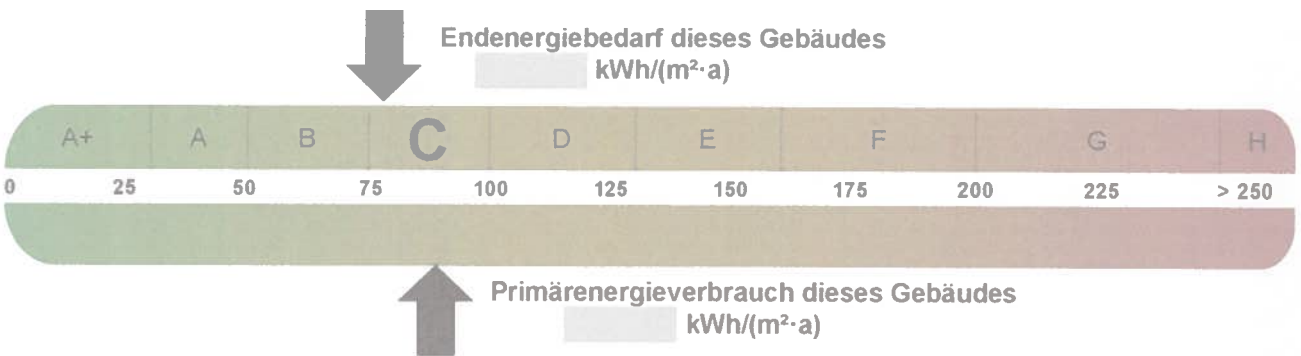 Endenergiebedarf dieses Gebäudes
kWh/(m²·a)
A+ A B C D E F G H
0 25 50 75 100 125 150 175 200 225 > 250
Primärenergieverbrauch dieses Gebäudes
kWh/(m²·a)